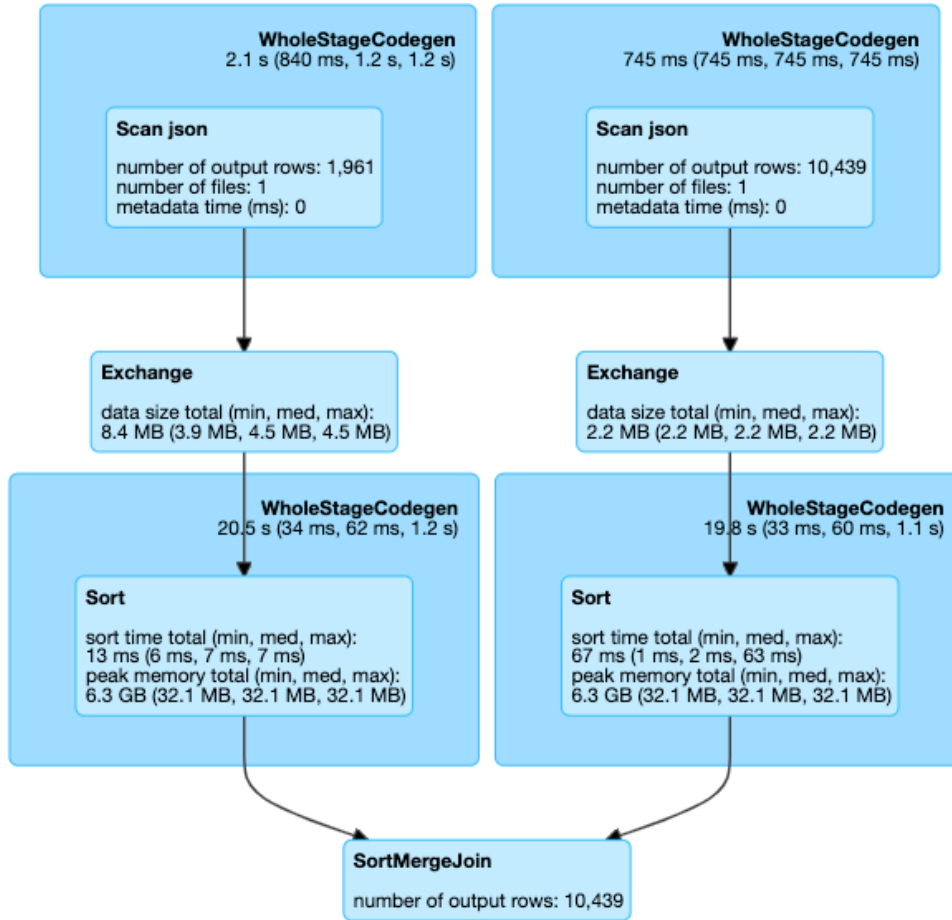 WholeStageCodegen
2.1 s (840 ms, 1.2 s, 1.2 s)
Scan json
number of output rows: 1,961
number of files: 1
metadata time (ms): 0
WholeStageCodegen
745 ms (745 ms, 745 ms, 745 ms)
Scan json
number of output rows: 10,439
number of files: 1
metadata time (ms): 0
Exchange
data size total (min, med, max):
8.4 MB (3.9 MB, 4.5 MB, 4.5 MB)
Exchange
data size total (min, med, max):
2.2 MB (2.2 MB, 2.2 MB, 2.2 MB)
WholeStageCodegen
20.5 s (34 ms, 62 ms, 1.2 s)
Sort
sort time total (min, med, max):
13 ms (6 ms, 7 ms, 7 ms)
peak memory total (min, med, max):
6.3 GB (32.1 MB, 32.1 MB, 32.1 MB)
WholeStageCodegen
19.8 s (33 ms, 60 ms, 1.1 s)
Sort
sort time total (min, med, max):
67 ms (1 ms, 2 ms, 63 ms)
peak memory total (min, med, max):
6.3 GB (32.1 MB, 32.1 MB, 32.1 MB)
SortMergeJoin
number of output rows: 10,439